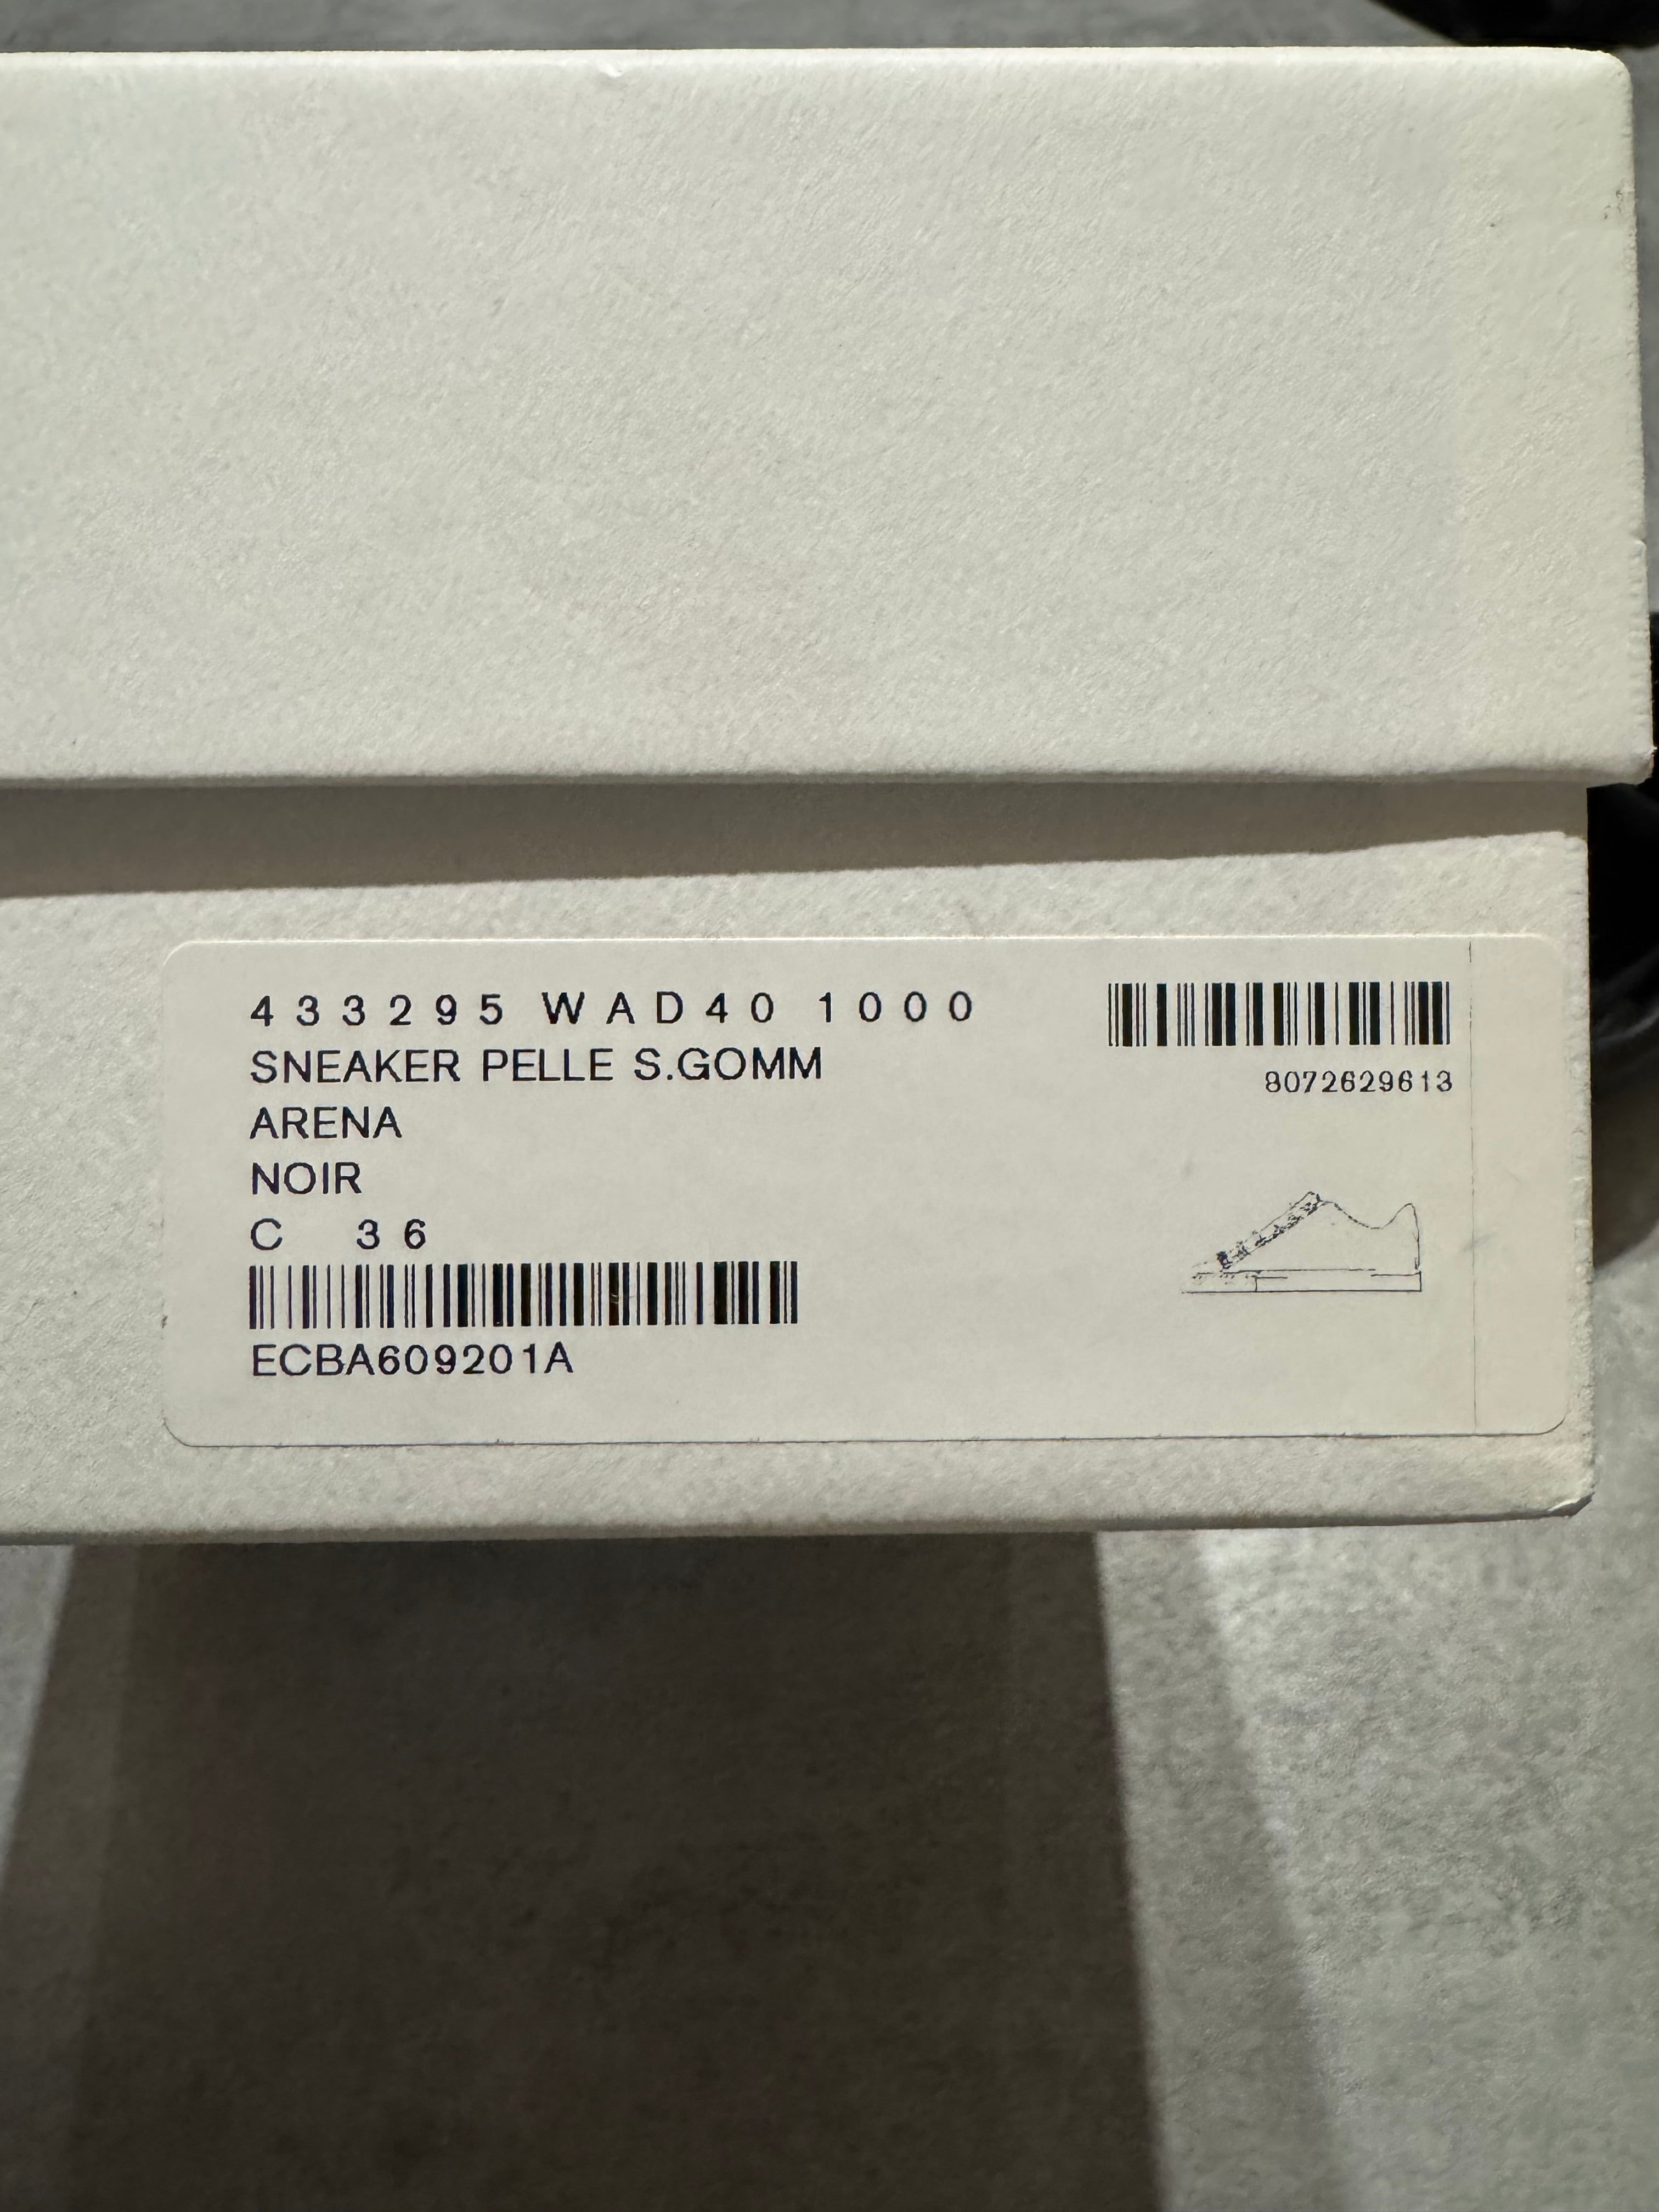 433295 WAD40 1000
SNEAKER PELLE S.GOMM
ARENA
NOIR
C 36
ECBA609201A
8072629613